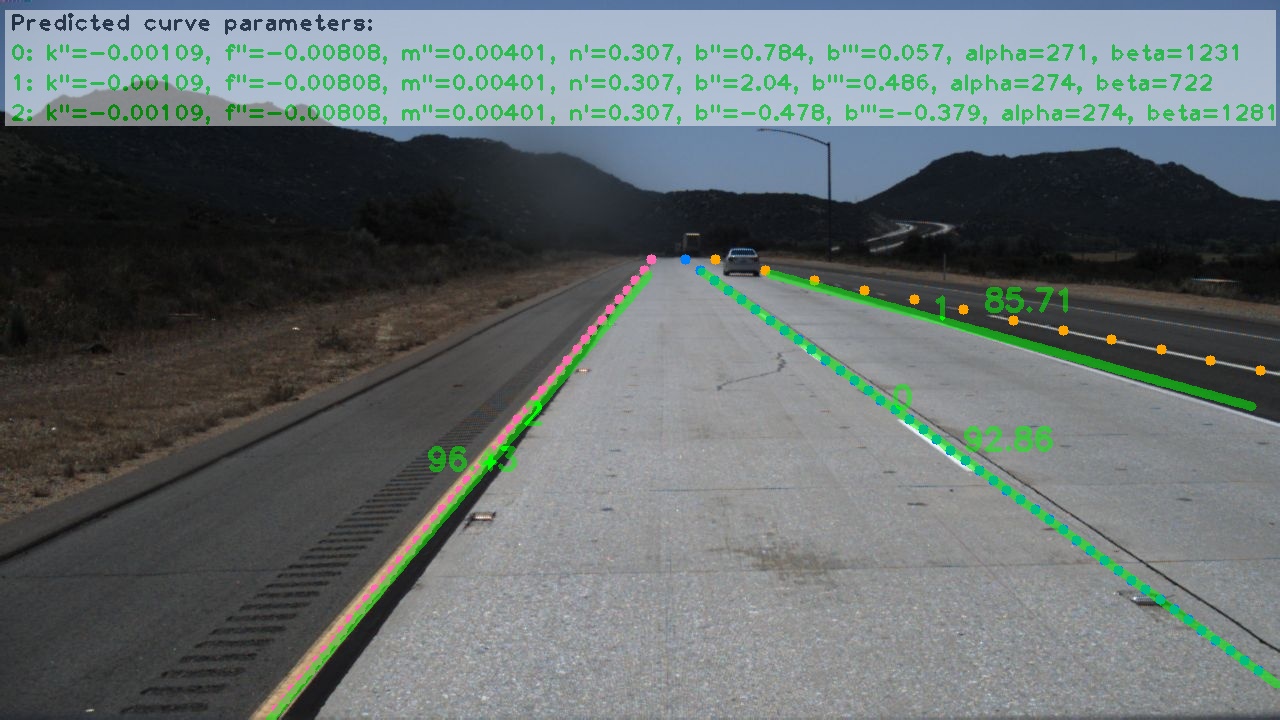 Predicted curve parameters:
0: k''=-0.00109, f''=-0.00808, m''=0.00401, n'=0.307, b''=0.784, b'''=0.057, alpha=271, beta=1231
1: k''=-0.00109, f''=-0.00808, m''=0.00401, n'=0.307, b''=2.04, b'''=0.486, alpha=274, beta=722
2: k''=-0.00109, f''=-0.00808, m''=0.00401, n'=0.307, b''=-0.478, b'''=-0.379, alpha=274, beta=1281
1 85.71
0
2
92.86
96.43